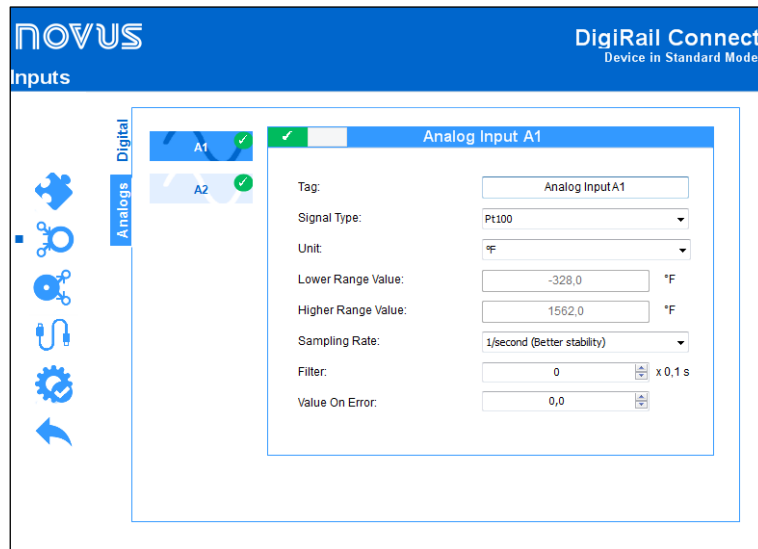 NOVUS
DigiRail Connect
Device in Standard Mode
Inputs
Digital
Analogs
A1
A2
Analog Input A1
Tag: Analog Input A1
Signal Type: Pt100
Unit: ºF
Lower Range Value: -328,0 °F
Higher Range Value: 1562,0 °F
Sampling Rate: 1/second (Better stability)
Filter: 0 x 0,1 s
Value On Error: 0,0